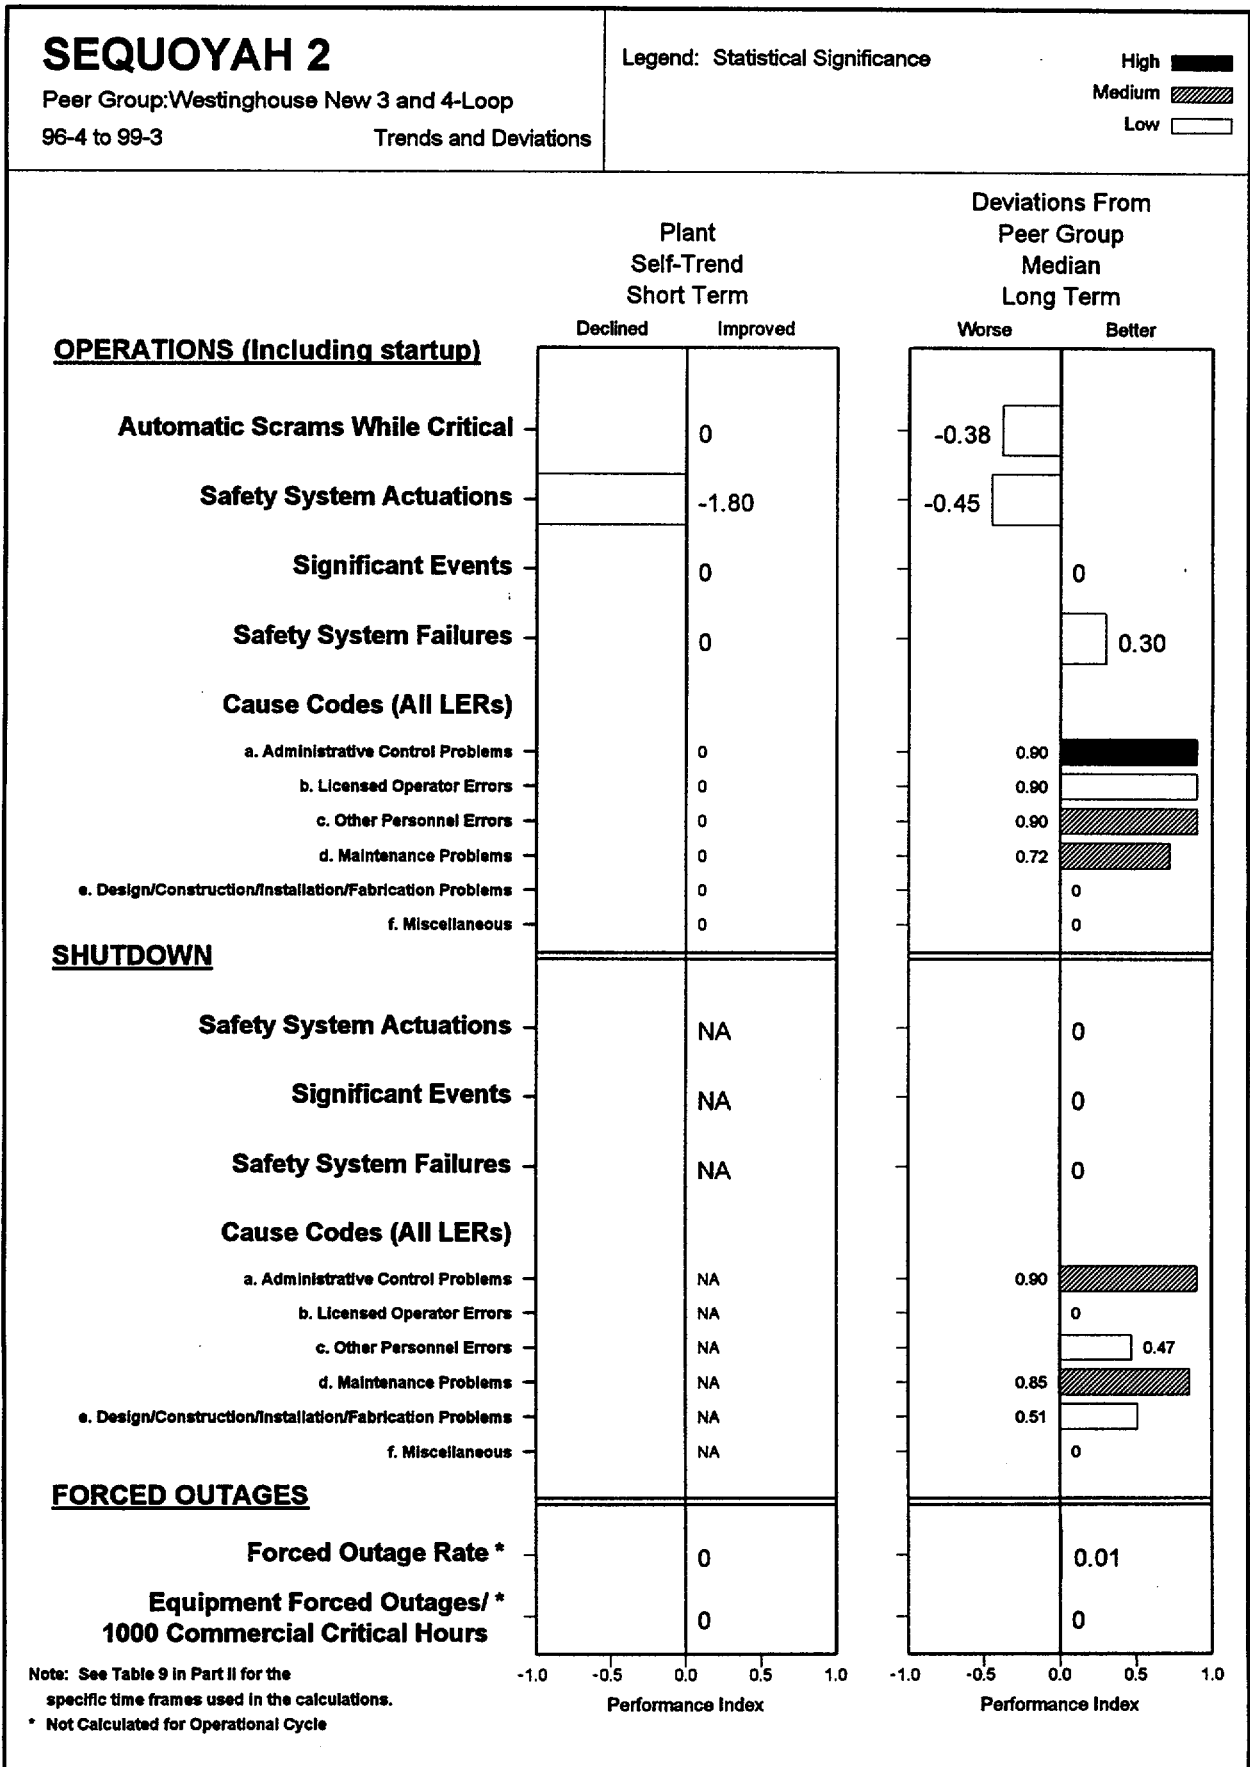 SEQUOYAH 2
Peer Group:Westinghouse New 3 and 4-Loop
96-4 to 99-3 Trends and Deviations
Legend: Statistical Significance
High
Medium
Low
Plant
Self-Trend
Short Term
Declined Improved
Deviations From
Peer Group
Median
Long Term
Worse Better
OPERATIONS (Including startup)
Automatic Scrams While Critical 0 -0.38
Safety System Actuations -1.80 -0.45
Significant Events 0 0
Safety System Failures 0 0.30
Cause Codes (All LERs)
a. Administrative Control Problems 0 0.90
b. Licensed Operator Errors 0 0.90
c. Other Personnel Errors 0 0.90
d. Maintenance Problems 0 0.72
e. Design/Construction/Installation/Fabrication Problems 0 0
f. Miscellaneous 0 0
SHUTDOWN
Safety System Actuations NA 0
Significant Events NA 0
Safety System Failures NA 0
Cause Codes (All LERs)
a. Administrative Control Problems NA 0.90
b. Licensed Operator Errors NA 0
c. Other Personnel Errors NA 0.47
d. Maintenance Problems NA 0.85
e. Design/Construction/Installation/Fabrication Problems NA 0.51
f. Miscellaneous NA 0
FORCED OUTAGES
Forced Outage Rate * 0 0.01
Equipment Forced Outages/ *
1000 Commercial Critical Hours 0 0
-1.0 -0.5 0.0 0.5 1.0 -1.0 -0.5 0.0 0.5 1.0
Performance Index Performance Index
Note: See Table 9 in Part II for the
specific time frames used in the calculations.
* Not Calculated for Operational Cycle